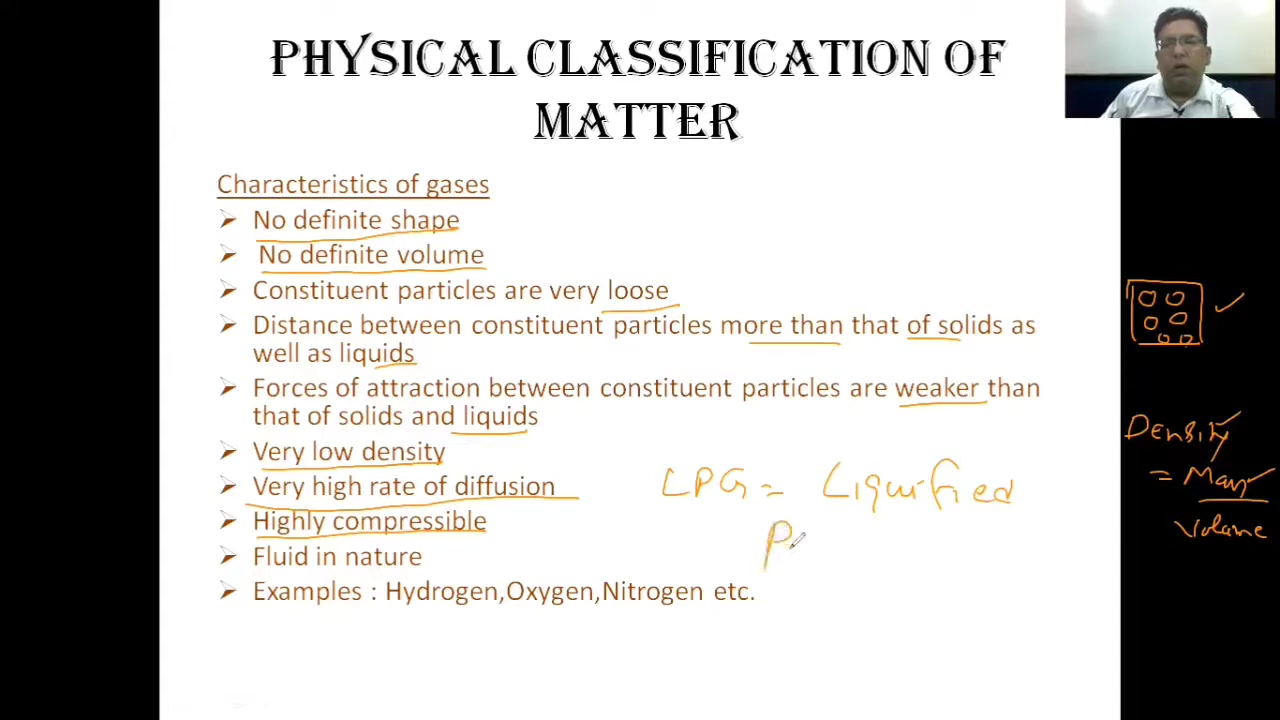 PHYSICAL CLASSIFICATION OF
MATTER
Characteristics of gases
➢ No definite shape
➢ No definite volume
➢ Constituent particles are very loose
➢ Distance between constituent particles more than that of solids as
well as liquids
➢ Forces of attraction between constituent particles are weaker than
that of solids and liquids
➢ Very low density
➢ Very high rate of diffusion
➢ Highly compressible
➢ Fluid in nature
➢ Examples : Hydrogen,Oxygen,Nitrogen etc.
LPG = Liquified
P
Density
= Mass
Volume